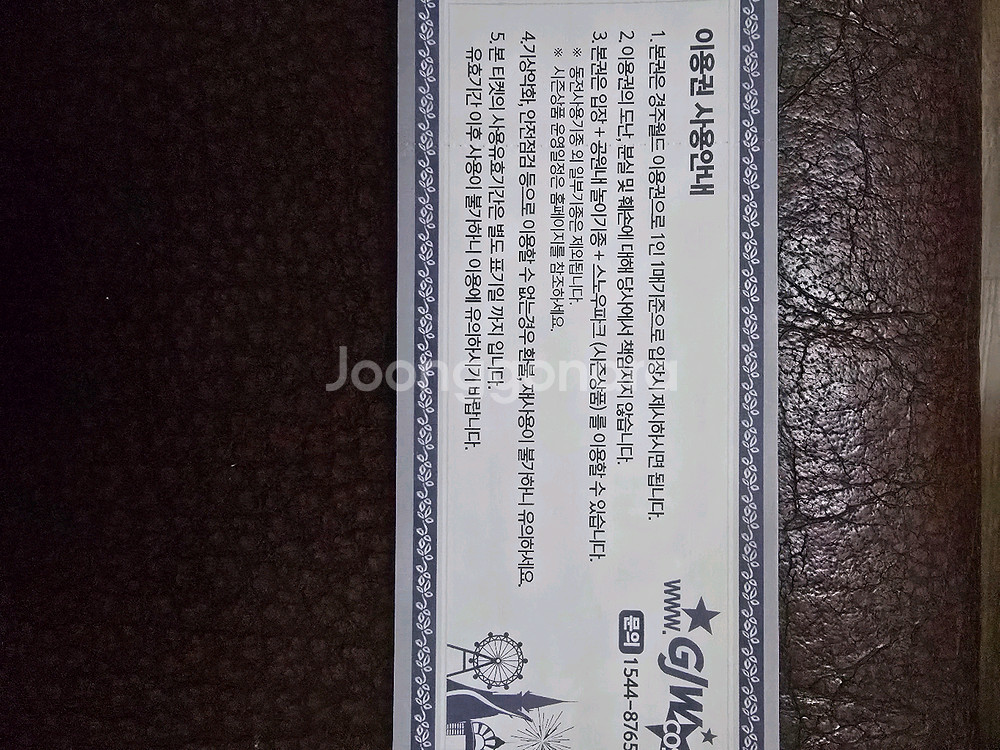 이용권 사용안내
1.본권은 경주월드 이용권으로 1인 1매기준으로 입장시 제시하시면 됩니다.
2.이용권의 도난, 분실 및 훼손에 대해 당사에서 책임지지 않습니다.
3.본권은 입장 + 공원내 놀이기종 + 스노우파크 (시즌상품) 를 이용할 수 있습니다.
※ 동전사용기종 외 일부기종은 제외됩니다.
※ 시즌상품 운영일정은 홈페이지를 참조하세요.
4.기상악화, 안전점검 등으로 이용할 수 없는경우 환불, 재사용이 불가하니 유의하세요.
5.본 티켓의 사용유효기간은 별도 표기일 까지 입니다.
유효기간 이후 사용이 불가하니 이용에 유의하시기 바랍니다.
www.GJW.co
문의 1544-8765
Joonggonara